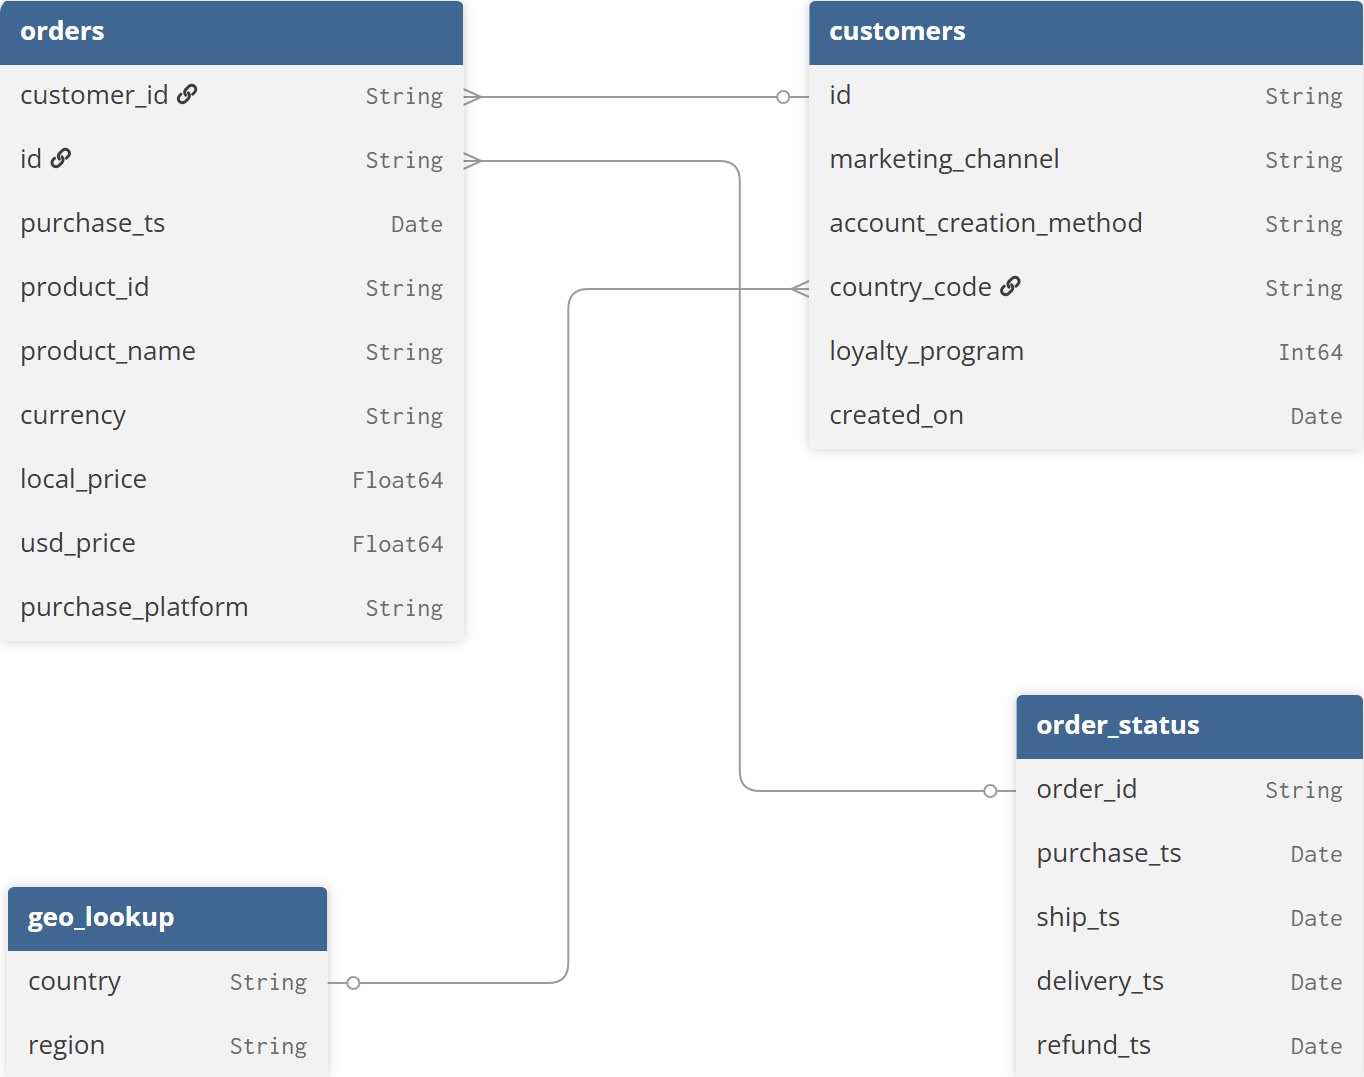 orders
customer_id String
id String
purchase_ts Date
product_id String
product_name String
currency String
local_price Float64
usd_price Float64
purchase_platform String
customers
id String
marketing_channel String
account_creation_method String
country_code String
loyalty_program Int64
created_on Date
order_status
order_id String
purchase_ts Date
ship_ts Date
delivery_ts Date
refund_ts Date
geo_lookup
country String
region String